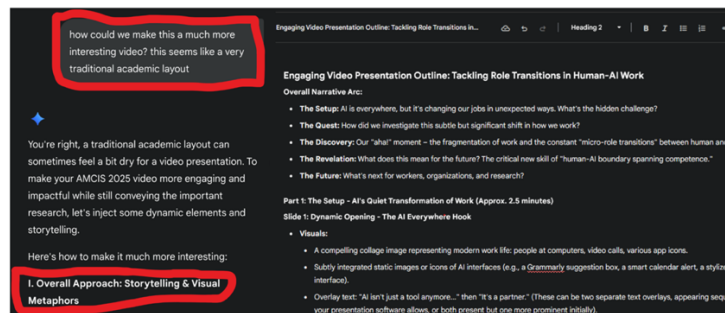 how could we make this a much more
interesting video? this seems like a very
traditional academic layout
You're right, a traditional academic layout can
sometimes feel a bit dry for a video presentation. To
make your AMCIS 2025 video more engaging and
impactful while still conveying the important
research, let's inject some dynamic elements and
storytelling.
Here's how to make it much more interesting:
I. Overall Approach: Storytelling & Visual
Metaphors
Engaging Video Presentation Outline: Tackling Role Transitions in...
Heading 2
B I
Engaging Video Presentation Outline: Tackling Role Transitions in Human-AI Work
Overall Narrative Arc:
• The Setup: AI is everywhere, but it's changing our jobs in unexpected ways. What's the hidden challenge?
• The Quest: How did we investigate this subtle but significant shift in how we work?
• The Discovery: Our "aha!" moment – the fragmentation of work and the constant "micro-role transitions" between human and
• The Revelation: What does this mean for the future? The critical new skill of "human-AI boundary spanning competence."
• The Future: What's next for workers, organizations, and research?
Part 1: The Setup - AI's Quiet Transformation of Work (Approx. 2.5 minutes)
Slide 1: Dynamic Opening - The AI Everywhere Hook
• Visuals:
• A compelling collage image representing modern work life: people at computers, video calls, various app icons.
• Subtly integrated static images or icons of AI interfaces (e.g., a Grammarly suggestion box, a smart calendar alert, a stylize
interface).
• Overlay text: "AI isn't just a tool anymore..." then "It's a partner." (These can be two separate text overlays, appearing seq
your presentation software allows, or both present but one more prominent initially).